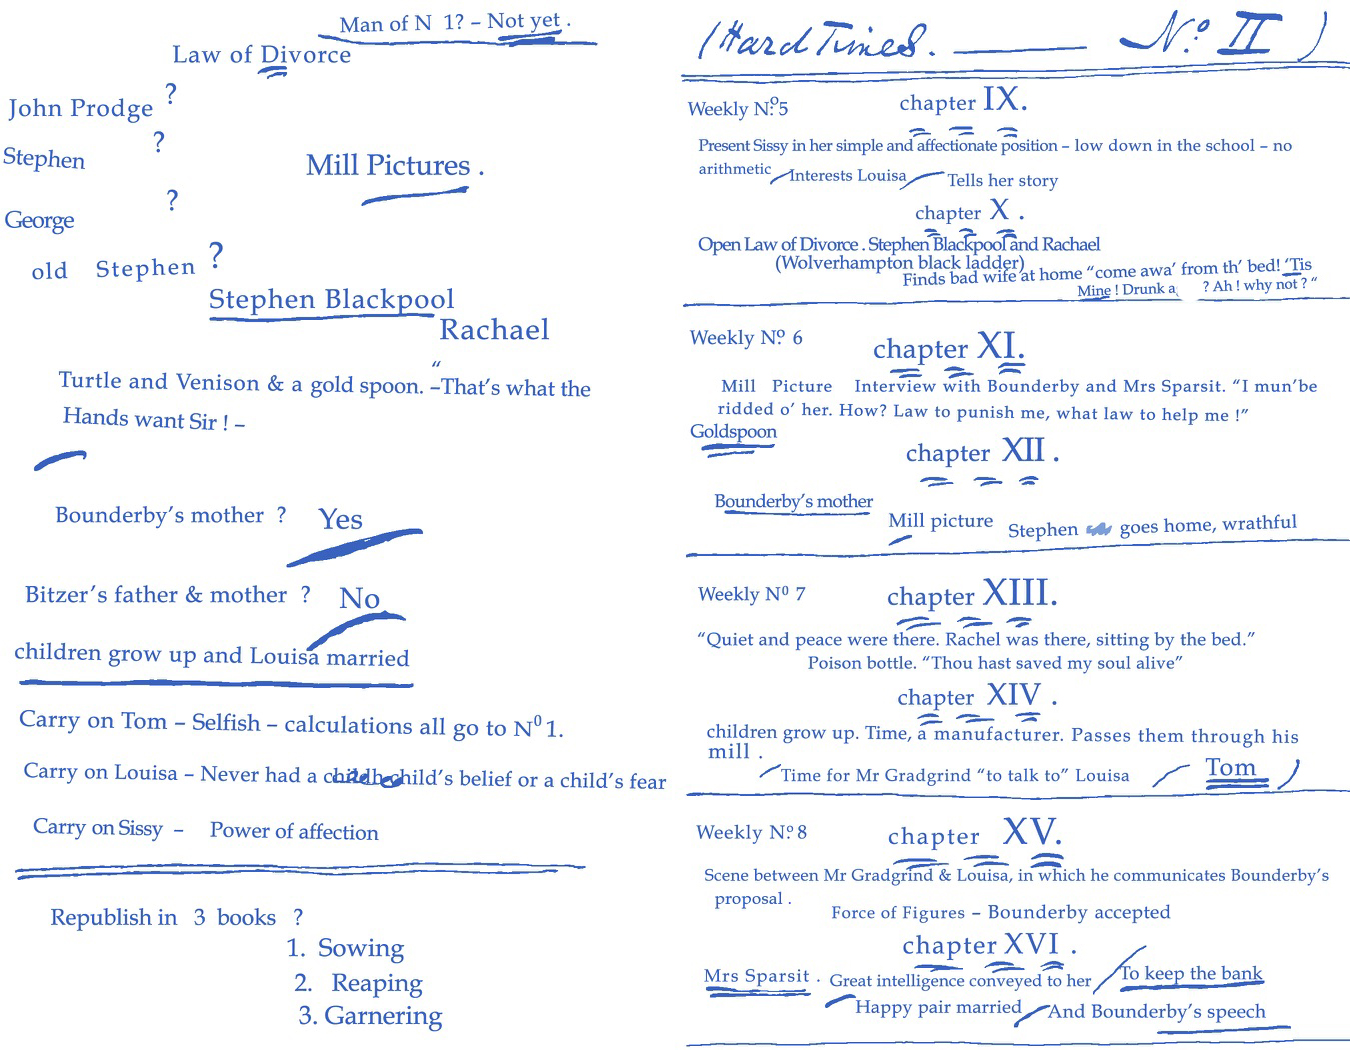 Man of N 1? – Not yet .
Law of Divorce
John Prodge ?
Stephen ?
Mill Pictures .
George ?
old Stephen ?
Stephen Blackpool
Rachael
Turtle and Venison & a gold spoon. “–That’s what the
Hands want Sir ! –
Bounderby’s mother ? Yes
Bitzer’s father & mother ? No
children grow up and Louisa married
Carry on Tom – Selfish – calculations all go to Nº 1.
Carry on Louisa – Never had a child’s belief or a child’s fear
Carry on Sissy – Power of affection
Republish in 3 books ?
1. Sowing
2. Reaping
3. Garnering
(Hard Times. —— Nº: II )
Weekly Nº.5 chapter IX.
Present Sissy in her simple and affectionate position – low down in the school – no
arithmetic Interests Louisa Tells her story
chapter X .
Open Law of Divorce . Stephen Blackpool and Rachael
(Wolverhampton black ladder)
Finds bad wife at home “come awa’ from th’ bed! ‘Tis
Mine ! Drunk a ? Ah ! why not ? “
Weekly Nº. 6
chapter XI.
Mill Picture Interview with Bounderby and Mrs Sparsit. “I mun’be
ridded o’ her. How? Law to punish me, what law to help me !”
Goldspoon
chapter XII .
Bounderby’s mother
Mill picture Stephen goes home, wrathful
Weekly Nº 7 chapter XIII.
“Quiet and peace were there. Rachel was there, sitting by the bed.”
Poison bottle. “Thou hast saved my soul alive”
chapter XIV .
children grow up. Time, a manufacturer. Passes them through his
mill .
Time for Mr Gradgrind “to talk to” Louisa Tom )
Weekly Nº.8 chapter XV.
Scene between Mr Gradgrind & Louisa, in which he communicates Bounderby’s
proposal .
Force of Figures – Bounderby accepted
chapter XVI .
Mrs Sparsit . Great intelligence conveyed to her To keep the bank
Happy pair married And Bounderby’s speech